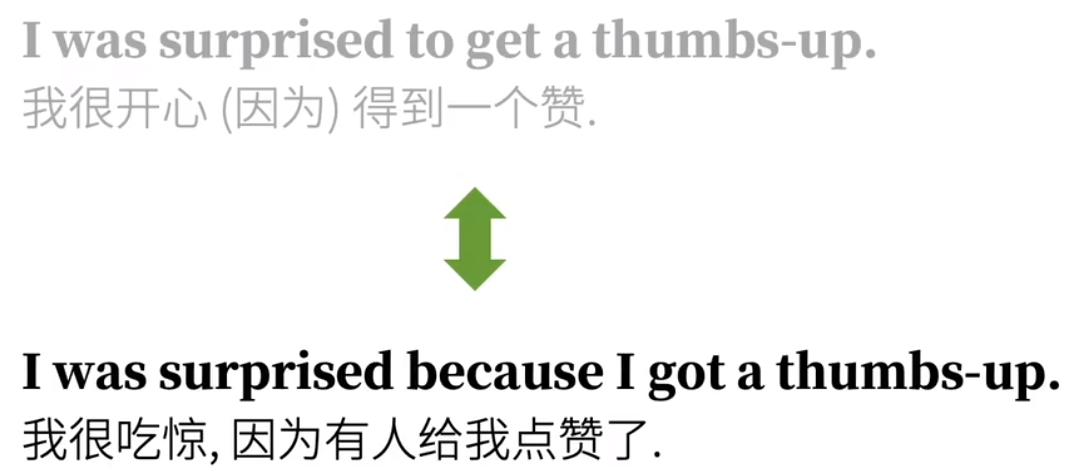 I was surprised to get a thumbs-up.
我很开心 (因为) 得到一个赞.
I was surprised because I got a thumbs-up.
我很吃惊, 因为有人给我点赞了.